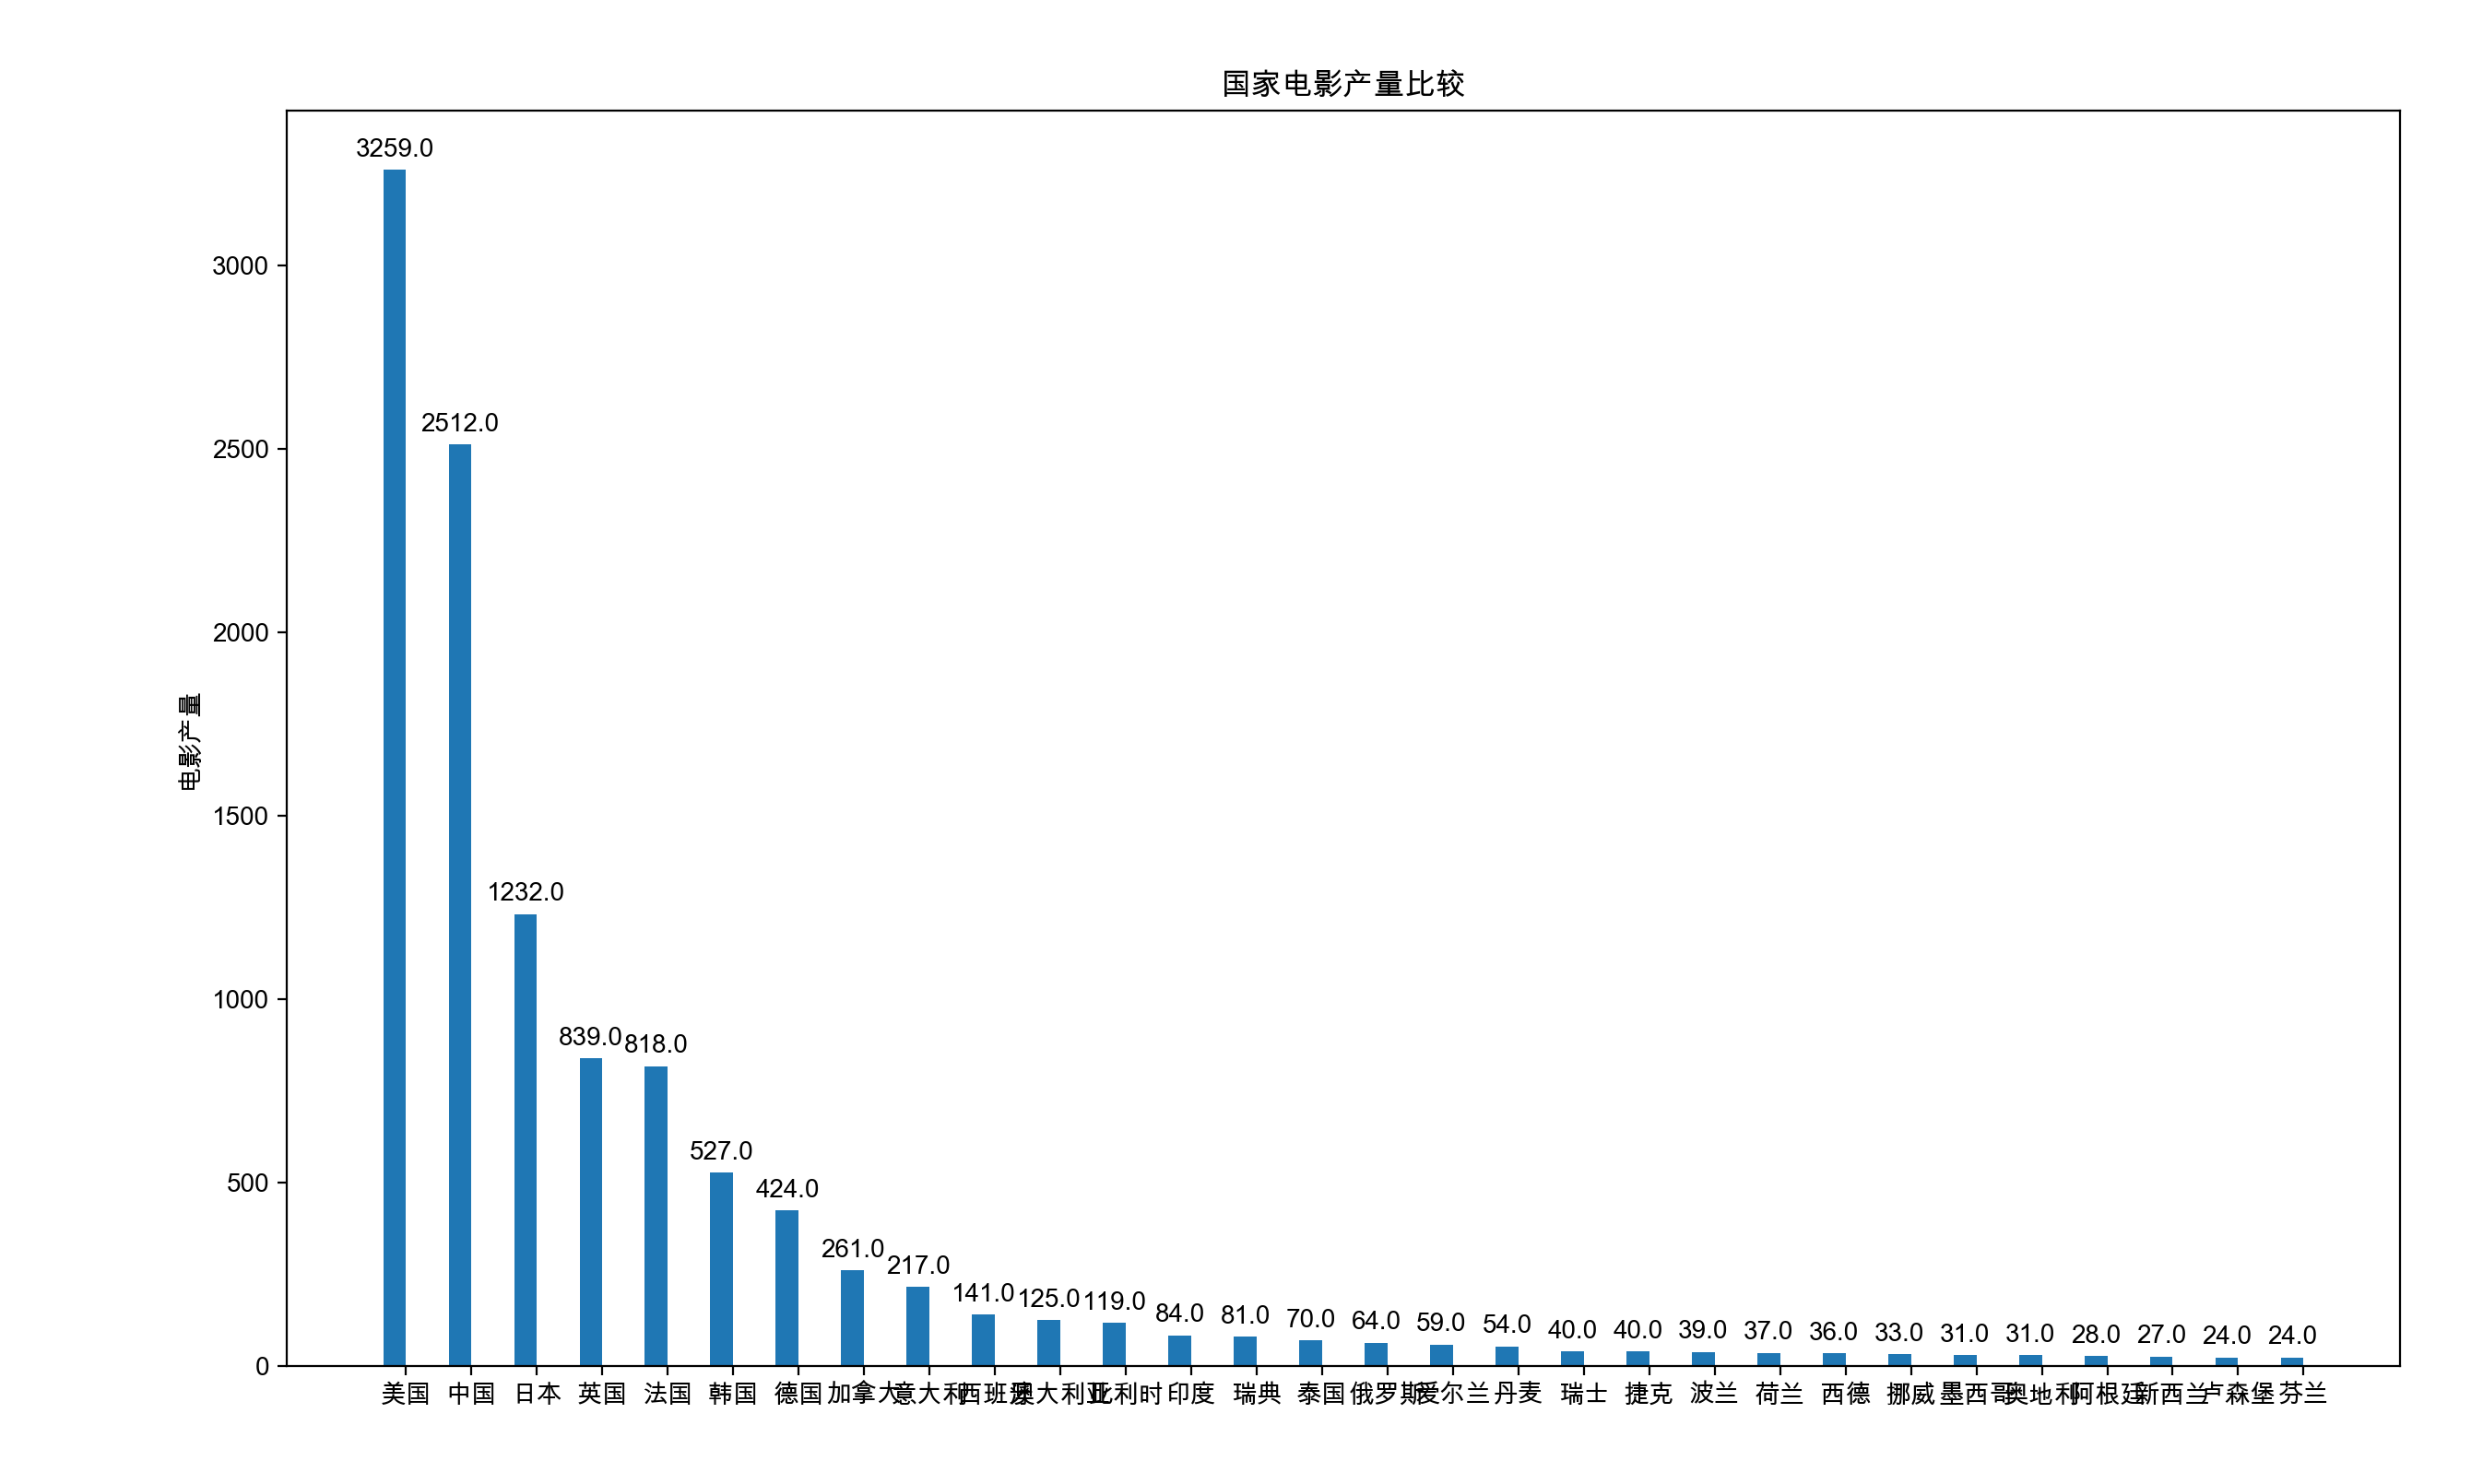 国家电影产量比较
电影产量
3000
2500
2000
1500
1000
500
0
3259.0
2512.0
1232.0
839.0
818.0
527.0
424.0
261.0
217.0
141.0
125.0
119.0
84.0
81.0
70.0
64.0
59.0
54.0
40.0
40.0
39.0
37.0
36.0
33.0
31.0
31.0
28.0
27.0
24.0
24.0
美国
中国
日本
英国
法国
韩国
德国
加拿大
意大利
西班牙
澳大利亚
比利时
印度
瑞典
泰国
俄罗斯
爱尔兰
丹麦
瑞士
捷克
波兰
荷兰
西德
挪威
墨西哥
奥地利
阿根廷
新西兰
卢森堡
芬兰